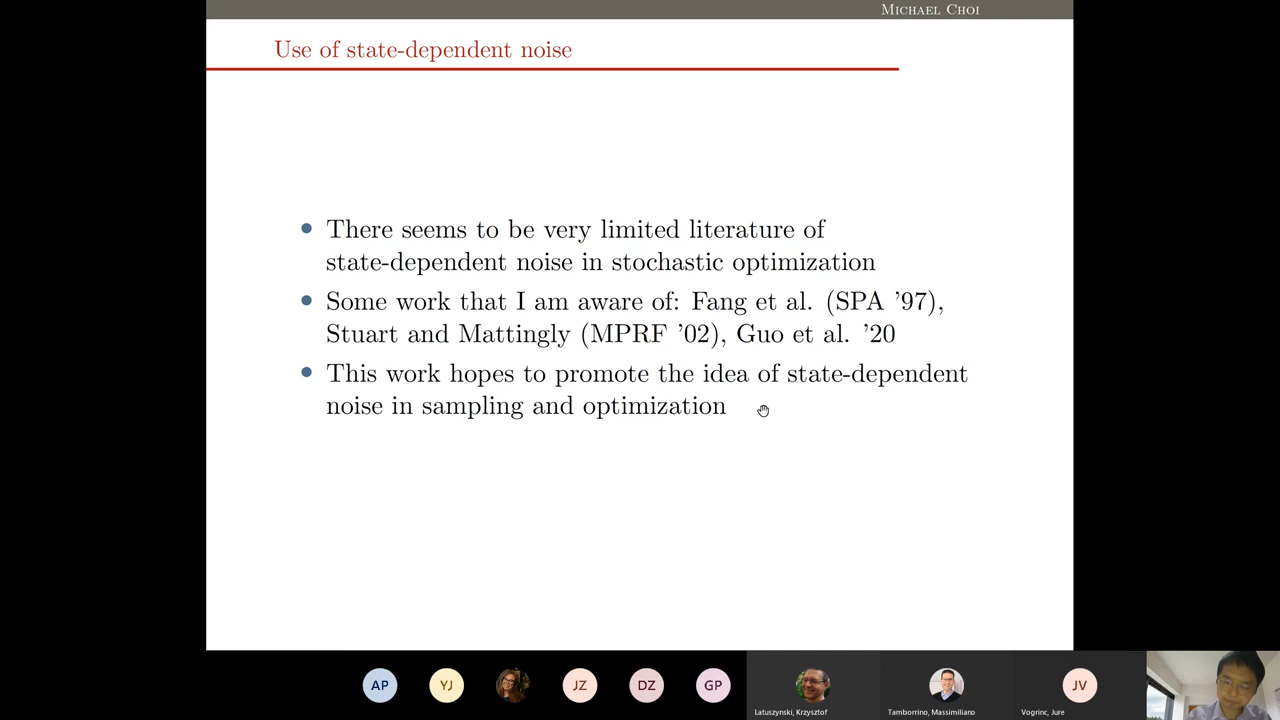 MICHAEL CHOI
Use of state-dependent noise
There seems to be very limited literature of
state-dependent noise in stochastic optimization
Some work that I am aware of: Fang et al. (SPA '97),
Stuart and Mattingly (MPRF '02), Guo et al. '20
This work hopes to promote the idea of state-dependent
noise in sampling and optimization
AP
YJ
JZ
DZ
GP
JV
Latuszynski, Krzysztof
Tamborrino, Massimiliano
Vogrinc, Jure